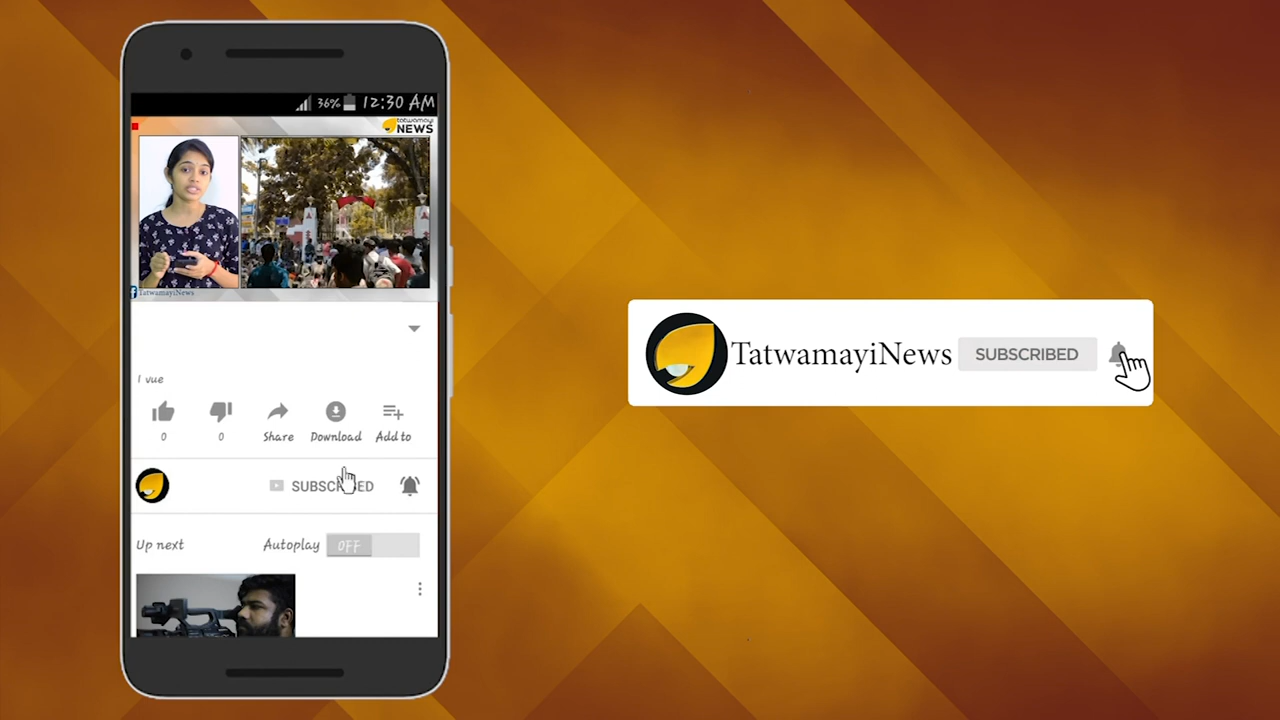 36% 12:30 AM
tatwamayi
NEWS
TatwamayiNews
1 vue
0 0 Share Download Add to
SUBSCRIBED
Up next Autoplay OFF
TatwamayiNews SUBSCRIBED